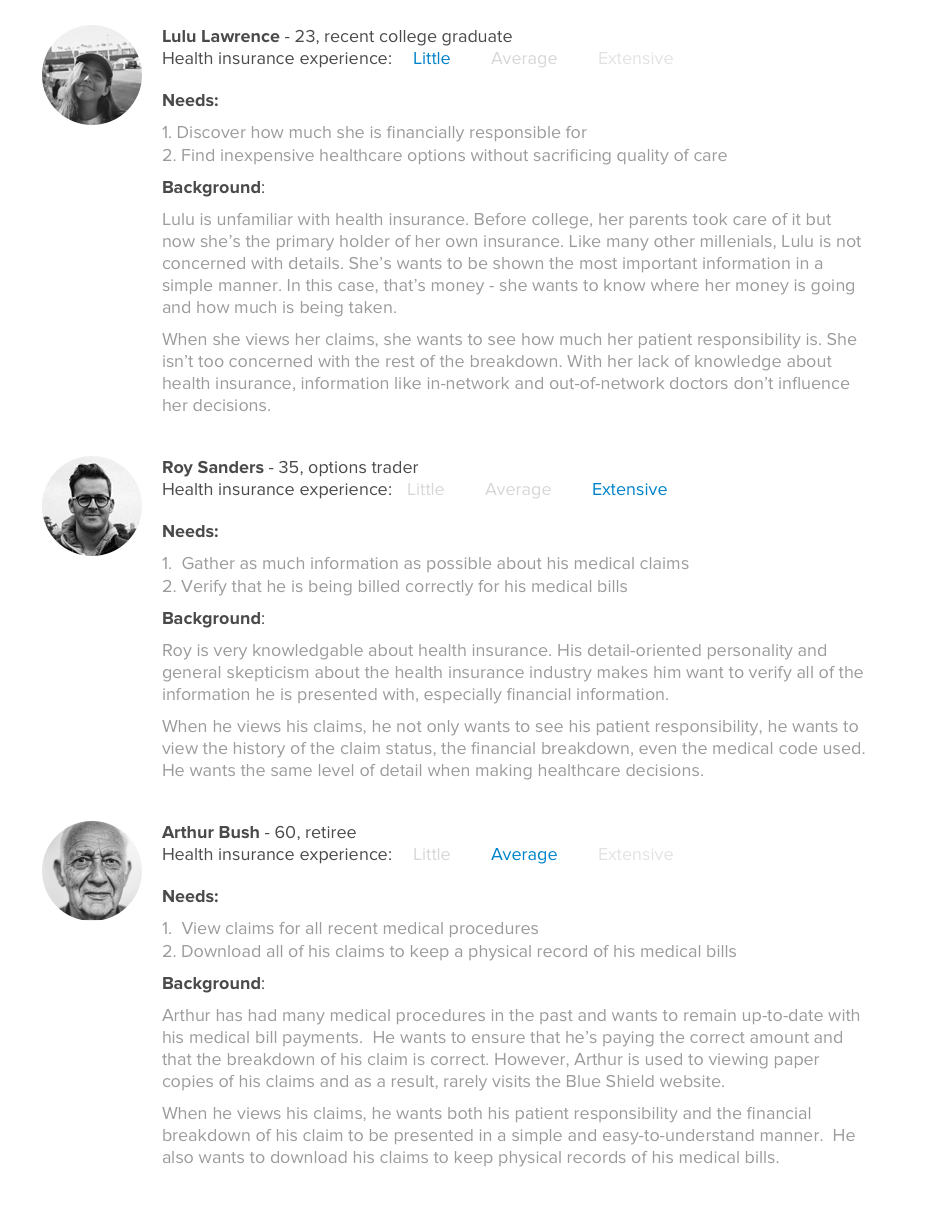 Lulu Lawrence - 23, recent college graduate
Health insurance experience: Little Average Extensive
Needs:
1. Discover how much she is financially responsible for
2. Find inexpensive healthcare options without sacrificing quality of care
Background:
Lulu is unfamiliar with health insurance. Before college, her parents took care of it but
now she's the primary holder of her own insurance. Like many other millenials, Lulu is not
concerned with details. She's wants to be shown the most important information in a
simple manner. In this case, that's money - she wants to know where her money is going
and how much is being taken.
When she views her claims, she wants to see how much her patient responsibility is. She
isn't too concerned with the rest of the breakdown. With her lack of knowledge about
health insurance, information like in-network and out-of-network doctors don't influence
her decisions.
Roy Sanders - 35, options trader
Health insurance experience: Little Average Extensive
Needs:
1. Gather as much information as possible about his medical claims
2. Verify that he is being billed correctly for his medical bills
Background:
Roy is very knowledgable about health insurance. His detail-oriented personality and
general skepticism about the health insurance industry makes him want to verify all of the
information he is presented with, especially financial information.
When he views his claims, he not only wants to see his patient responsibility, he wants to
view the history of the claim status, the financial breakdown, even the medical code used.
He wants the same level of detail when making healthcare decisions.
Arthur Bush - 60, retiree
Health insurance experience: Little Average Extensive
Needs:
1. View claims for all recent medical procedures
2. Download all of his claims to keep a physical record of his medical bills
Background:
Arthur has had many medical procedures in the past and wants to remain up-to-date with
his medical bill payments. He wants to ensure that he's paying the correct amount and
that the breakdown of his claim is correct. However, Arthur is used to viewing paper
copies of his claims and as a result, rarely visits the Blue Shield website.
When he views his claims, he wants both his patient responsibility and the financial
breakdown of his claim to be presented in a simple and easy-to-understand manner. He
also wants to download his claims to keep physical records of his medical bills.